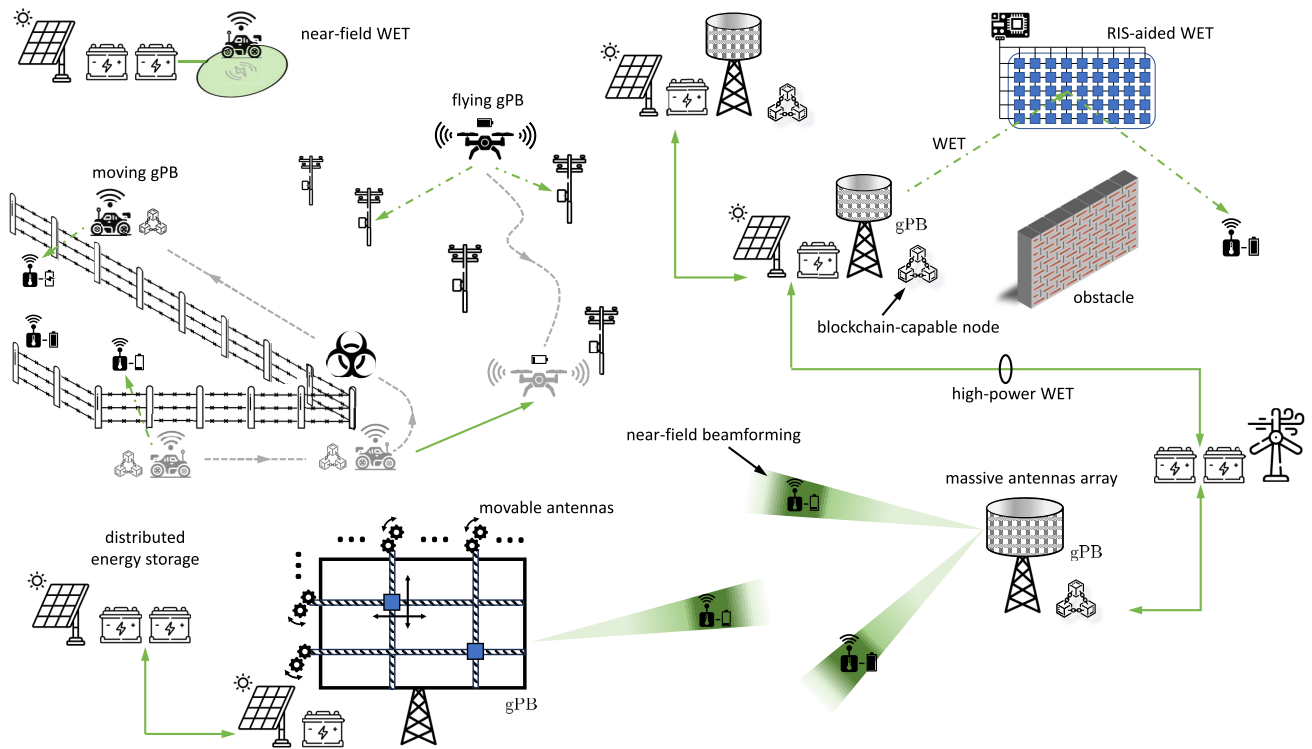 near-field WET
RIS-aided WET
flying gPB
WET
moving gPB
gPB
obstacle
blockchain-capable node
high-power WET
near-field beamforming
massive antennas array
movable antennas
distributed
energy storage
gPB
gPB